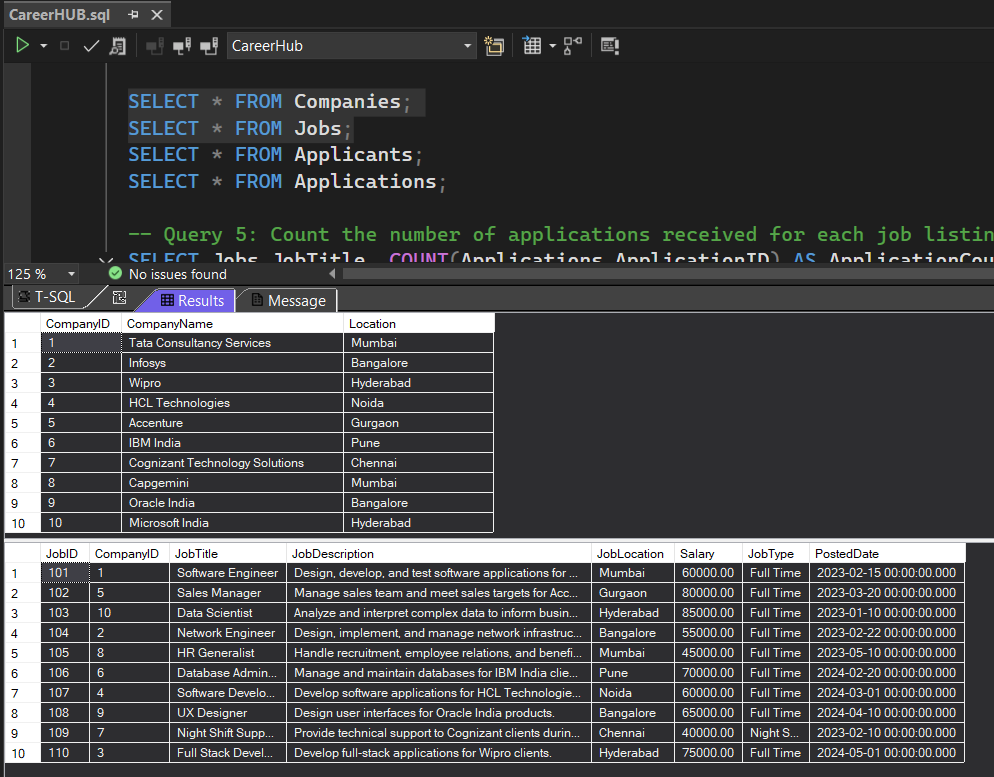 CareerHUB.sql
CareerHub
SELECT * FROM Companies;
SELECT * FROM Jobs;
SELECT * FROM Applicants;
SELECT * FROM Applications;
-- Query 5: Count the number of applications received for each job listin
SELECT Jobs.JobTitle, COUNT(Applications.ApplicationID) AS ApplicationCou
125 % No issues found
T-SQL Results Message
CompanyID CompanyName Location
1 1 Tata Consultancy Services Mumbai
2 2 Infosys Bangalore
3 3 Wipro Hyderabad
4 4 HCL Technologies Noida
5 5 Accenture Gurgaon
6 6 IBM India Pune
7 7 Cognizant Technology Solutions Chennai
8 8 Capgemini Mumbai
9 9 Oracle India Bangalore
10 10 Microsoft India Hyderabad
JobID CompanyID JobTitle JobDescription JobLocation Salary JobType PostedDate
1 101 1 Software Engineer Design, develop, and test software applications for ... Mumbai 60000.00 Full Time 2023-02-15 00:00:00.000
2 102 5 Sales Manager Manage sales team and meet sales targets for Acc... Gurgaon 80000.00 Full Time 2023-03-20 00:00:00.000
3 103 10 Data Scientist Analyze and interpret complex data to inform busin... Hyderabad 85000.00 Full Time 2023-01-10 00:00:00.000
4 104 2 Network Engineer Design, implement, and manage network infrastruc... Bangalore 55000.00 Full Time 2023-02-22 00:00:00.000
5 105 8 HR Generalist Handle recruitment, employee relations, and benefi... Mumbai 45000.00 Full Time 2023-05-10 00:00:00.000
6 106 6 Database Admin... Manage and maintain databases for IBM India clie... Pune 70000.00 Full Time 2024-02-20 00:00:00.000
7 107 4 Software Develo... Develop software applications for HCL Technologie... Noida 60000.00 Full Time 2024-03-01 00:00:00.000
8 108 9 UX Designer Design user interfaces for Oracle India products. Bangalore 65000.00 Full Time 2024-04-10 00:00:00.000
9 109 7 Night Shift Supp... Provide technical support to Cognizant clients durin... Chennai 40000.00 Night S... 2023-02-10 00:00:00.000
10 110 3 Full Stack Devel... Develop full-stack applications for Wipro clients. Hyderabad 75000.00 Full Time 2024-05-01 00:00:00.000